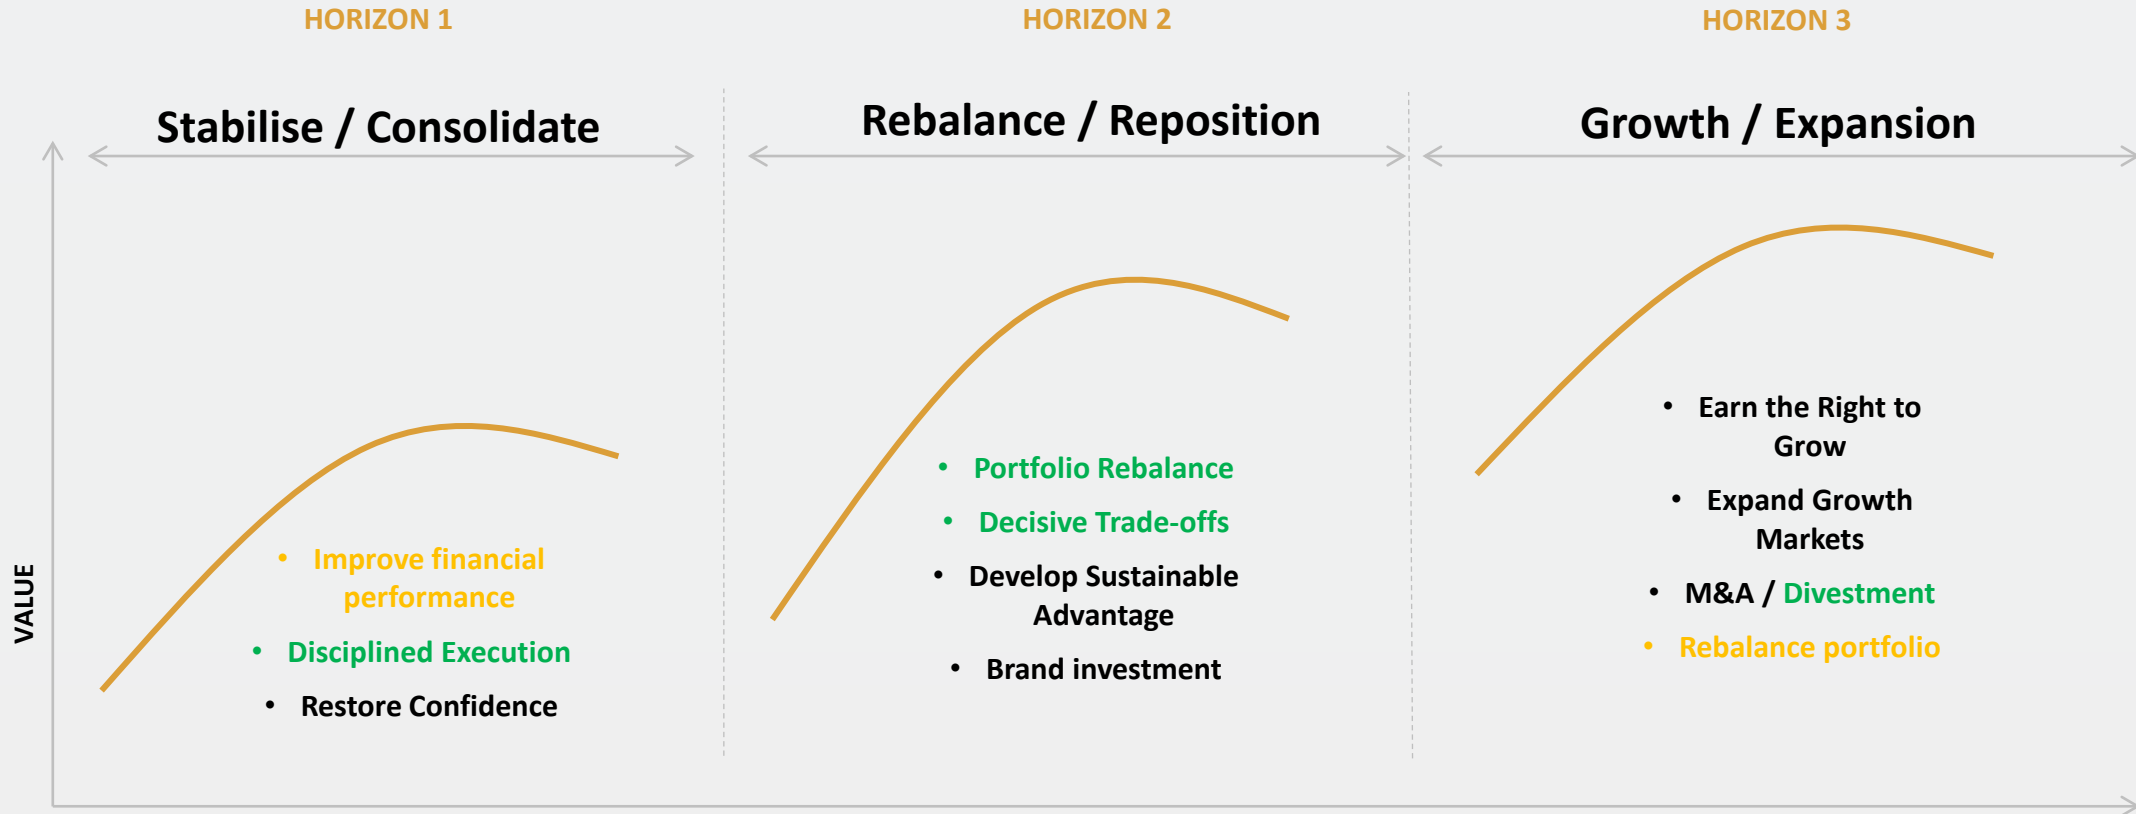 HORIZON 1
HORIZON 2
HORIZON 3
Stabilise / Consolidate
Rebalance / Reposition
Growth / Expansion
VALUE
• Improve financial
performance
• Disciplined Execution
• Restore Confidence
• Portfolio Rebalance
• Decisive Trade-offs
• Develop Sustainable
Advantage
• Brand investment
• Earn the Right to
Grow
• Expand Growth
Markets
• M&A / Divestment
• Rebalance portfolio